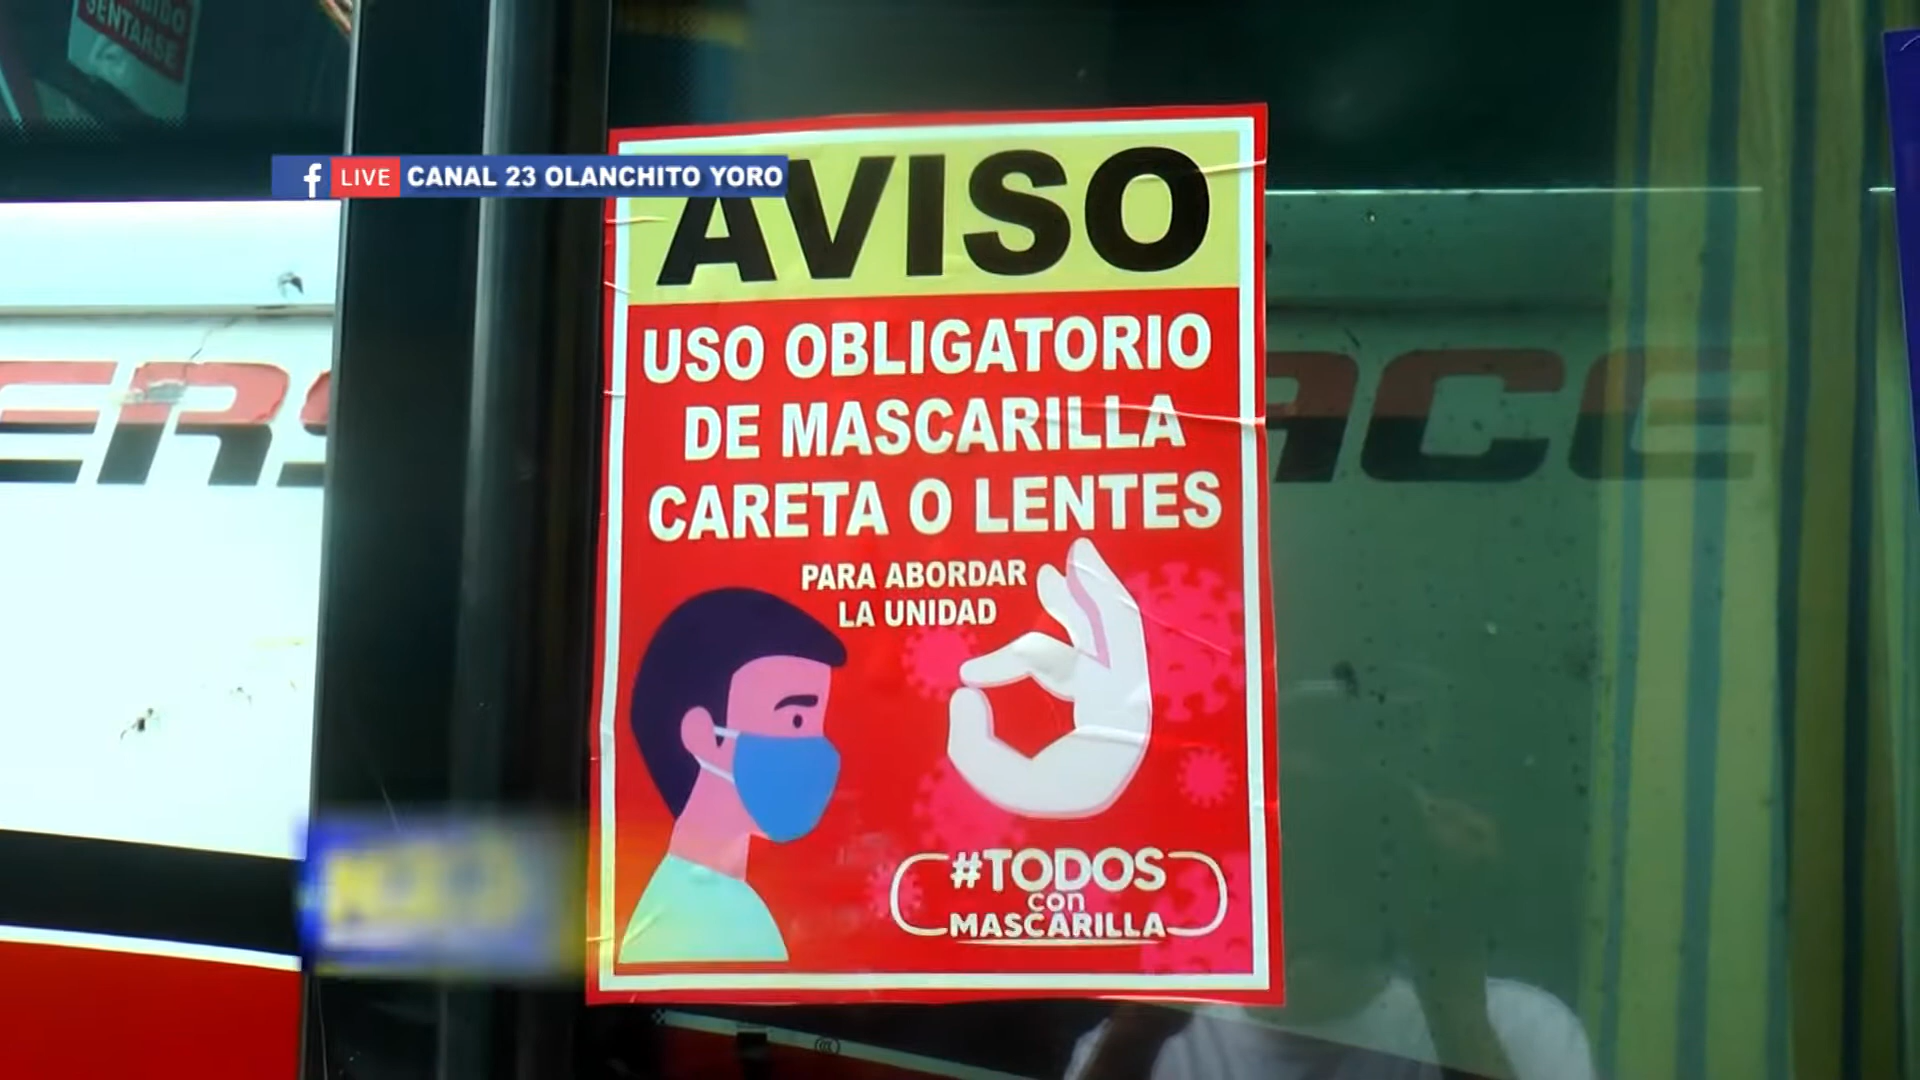 SENTARSE
LIVE CANAL 23 OLANCHITO YORO
AVISO
USO OBLIGATORIO
DE MASCARILLA
CARETA O LENTES
PARA ABORDAR
LA UNIDAD
#TODOS
con
MASCARILLA